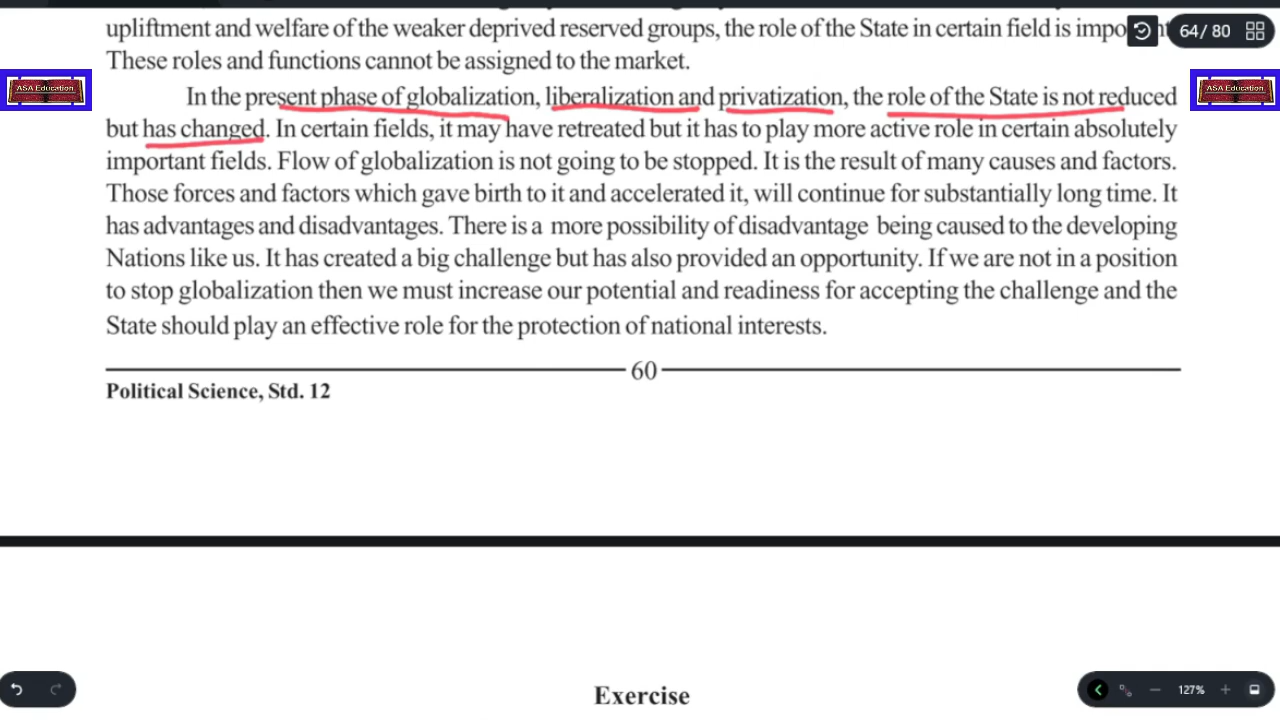 upliftment and welfare of the weaker deprived reserved groups, the role of the State in certain field is
64/ 80
These roles and functions cannot be assigned to the market.
ASA Education
ASA Education
In the present phase of globalization, liberalization and privatization, the role of the State is not reduced
but has changed. In certain fields, it may have retreated but it has to play more active role in certain absolutely
important fields. Flow of globalization is not going to be stopped. It is the result of many causes and factors.
Those forces and factors which gave birth to it and accelerated it, will continue for substantially long time. It
has advantages and disadvantages. There is a more possibility of disadvantage being caused to the developing
Nations like us. It has created a big challenge but has also provided an opportunity. If we are not in a position
to stop globalization then we must increase our potential and readiness for accepting the challenge and the
State should play an effective role for the protection of national interests.
60
Political Science, Std. 12
Exercise
127%